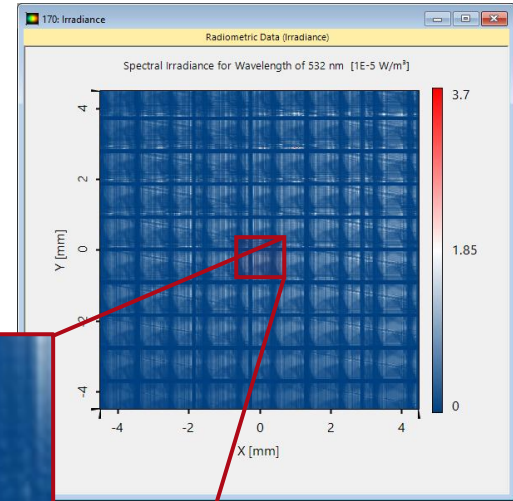 170: Irradiance
Radiometric Data (Irradiance)
Spectral Irradiance for Wavelength of 532 nm [1E-5 W/m³]
3.7
1.85
0
Y [mm]
4
2
0
-2
-4
-4
-2
0
2
4
X [mm]